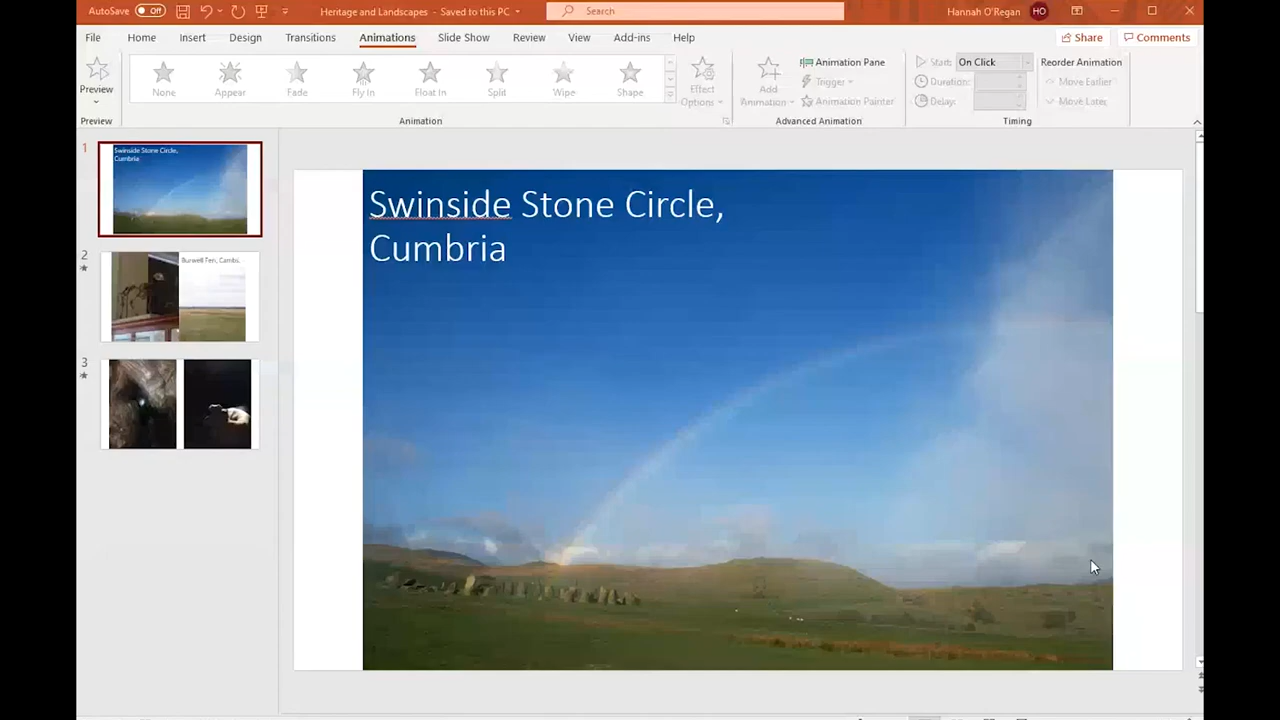 AutoSave Off Heritage and Landscapes - Saved to this PC Search Hannah O'Regan HO
File Home Insert Design Transitions Animations Slide Show Review View Add-ins Help Share Comments
Preview
None Appear Fade Fly In Float In Split Wipe Shape
Effect Options
Add Animation
Animation Pane
Trigger
Animation Painter
Start: On Click
Duration:
Delay:
Reorder Animation
Move Earlier
Move Later
Preview Animation Advanced Animation Timing
1
Swinside Stone Circle,
Cumbria
2
Burwell Fen, Cambs.
3
Swinside Stone Circle,
Cumbria